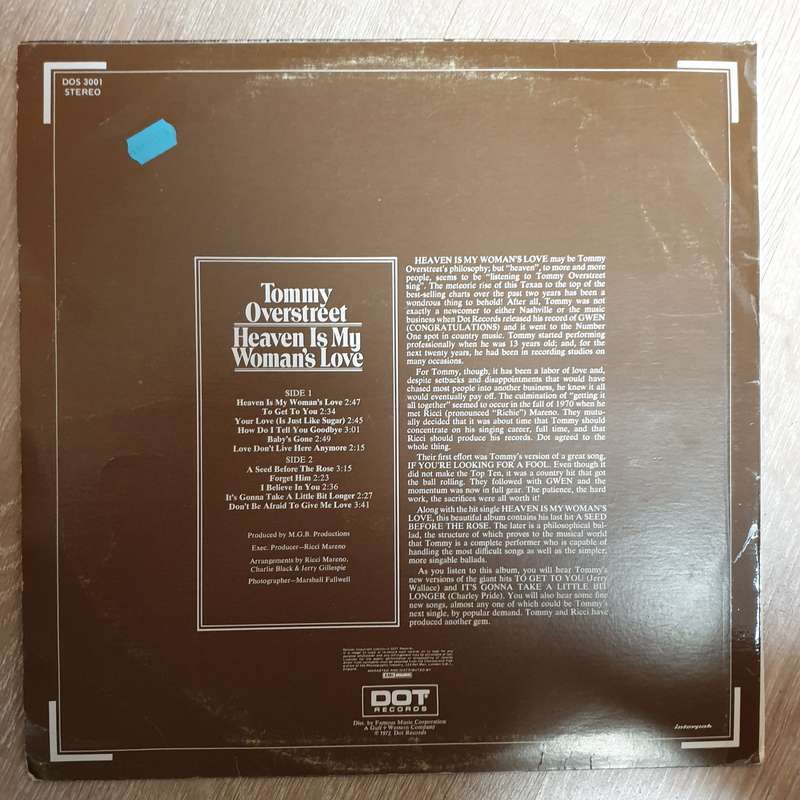 DOS 3001
STEREO
Tommy
Overstreet
Heaven Is My
Woman's Love
SIDE 1
Heaven Is My Woman's Love 2:47
To Get To You 2:34
Your Love (Is Just Like Sugar) 2:45
How Do I Tell You Goodbye 3:01
Baby's Gone 2:49
Love Don't Live Here Anymore 2:15
SIDE 2
A Seed Before The Rose 3:15
Forget Him 2:23
I Believe In You 2:36
It's Gonna Take A Little Bit Longer 2:27
Don't Be Afraid To Give Me Love 3:41
Produced by M.G.B. Productions
Exec. Producer—Ricci Mareno
Arrangements by Ricci Mareno,
Charlie Black & Jerry Gillespie
Photographer—Marshall Fallwell
HEAVEN IS MY WOMAN'S LOVE may be Tommy
Overstreet's philosophy; but "heaven", to more and more
people, seems to be "listening to Tommy Overstreet
sing". The meteoric rise of this Texan to the top of the
best-selling charts over the past two years has been a
wondrous thing to behold! After all, Tommy was not
exactly a newcomer to either Nashville or the music
business when Dot Records released his record of GWEN
(CONGRATULATIONS) and it went to the Number
One spot in country music. Tommy started performing
professionally when he was 13 years old; and, for the
next twenty years, he had been in recording studios on
many occasions.
For Tommy, though, it has been a labor of love and,
despite setbacks and disappointments that would have
chased most people into another business, he knew it all
would eventually pay off. The culmination of "getting it
all together" seemed to occur in the fall of 1970 when he
met Ricci (pronounced "Richie") Mareno. They mutu-
ally decided that it was about time that Tommy should
concentrate on his singing career, full time, and that
Ricci should produce his records. Dot agreed to the
whole thing.
Their first effort was Tommy's version of a great song,
IF YOU'RE LOOKING FOR A FOOL. Even though it
did not make the Top Ten, it was a country hit that got
the ball rolling. They followed with GWEN and the
momentum was now in full gear. The patience, the hard
work, the sacrifices were all worth it!
Along with the hit single HEAVEN IS MY WOMAN'S
LOVE, this beautiful album contains his last hit A SEED
BEFORE THE ROSE. The later is a philosophical bal-
lad, the structure of which proves to the musical world
that Tommy is a complete performer who is capable of
handling the most difficult songs as well as the simpler,
more singable ballads.
As you listen to this album, you will hear Tommy's
new versions of the giant hits TO GET TO YOU (Jerry
Wallace) and IT'S GONNA TAKE A LITTLE BIT
LONGER (Charley Pride). You will also hear some fine
new songs, almost any one of which could be Tommy's
next single, by popular demand. Tommy and Ricci have
produced another gem.
MARKETED AND DISTRIBUTED BY
EMI
DOT
RECORDS
Dist. by Famous Music Corporation
A Gulf + Western Company
© 1972 Dot Records
interpak